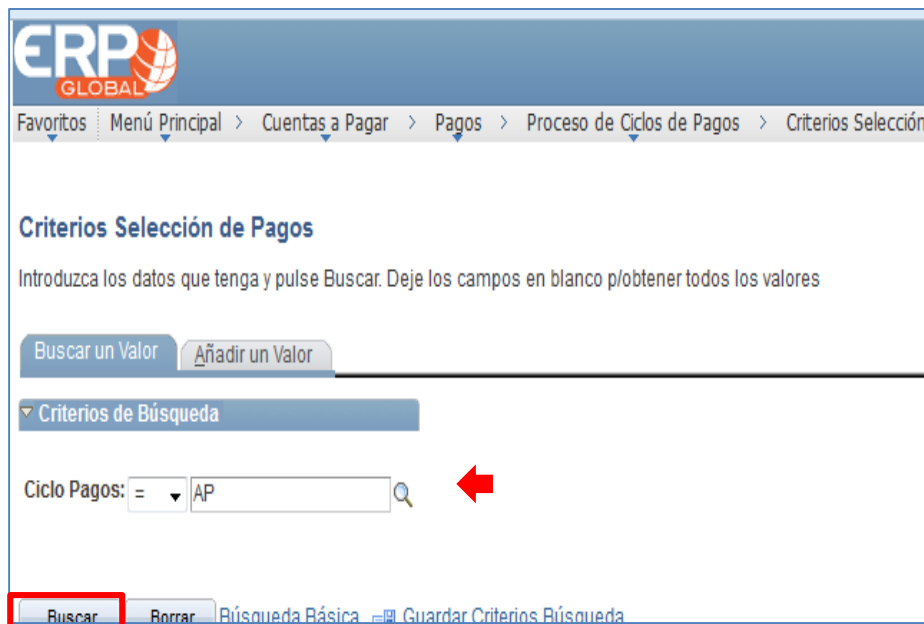 ERP
GLOBAL
Favoritos Menú Principal > Cuentas a Pagar > Pagos > Proceso de Ciclos de Pagos > Criterios Selección
Criterios Selección de Pagos
Introduzca los datos que tenga y pulse Buscar. Deje los campos en blanco p/obtener todos los valores
Buscar un Valor Añadir un Valor
Criterios de Búsqueda
Ciclo Pagos: = AP
Buscar Borrar Búsqueda Básica Guardar Criterios Búsqueda